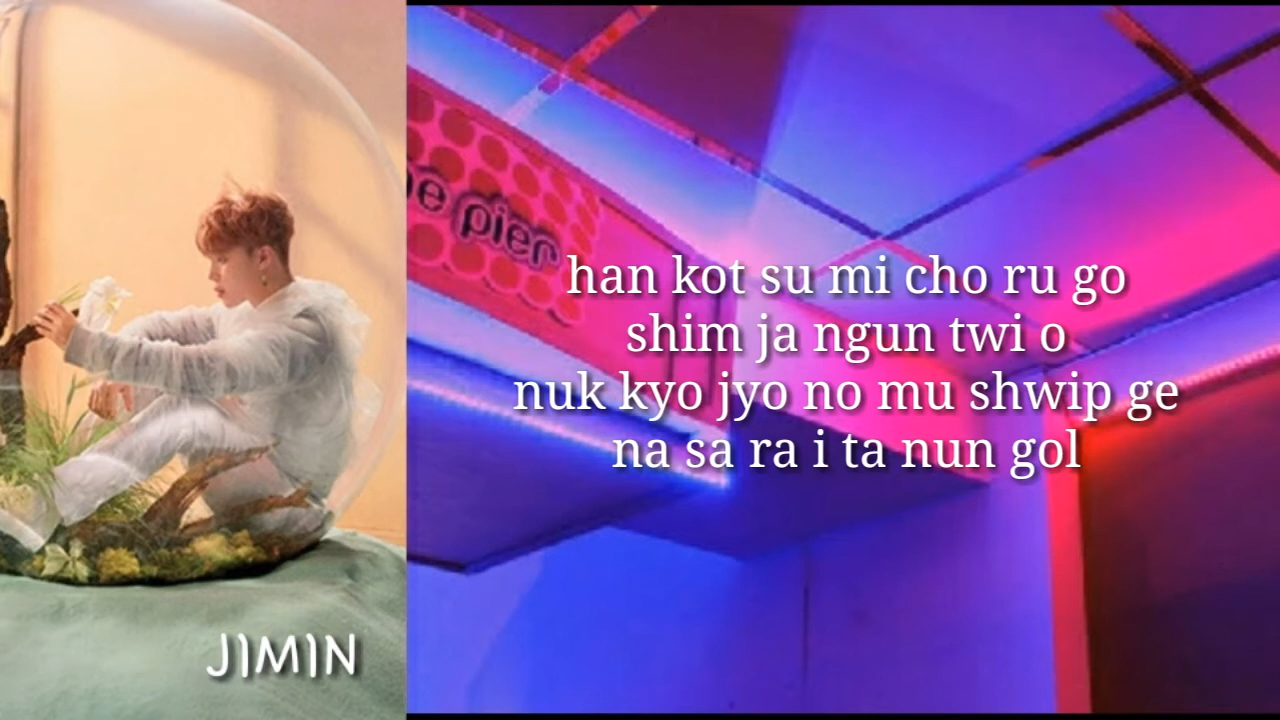 pier
han kot su mi cho ru go
shim ja ngun twi o
nuk kyo jyo no mu shwip ge
na sa ra i ta nun gol
JIMIN